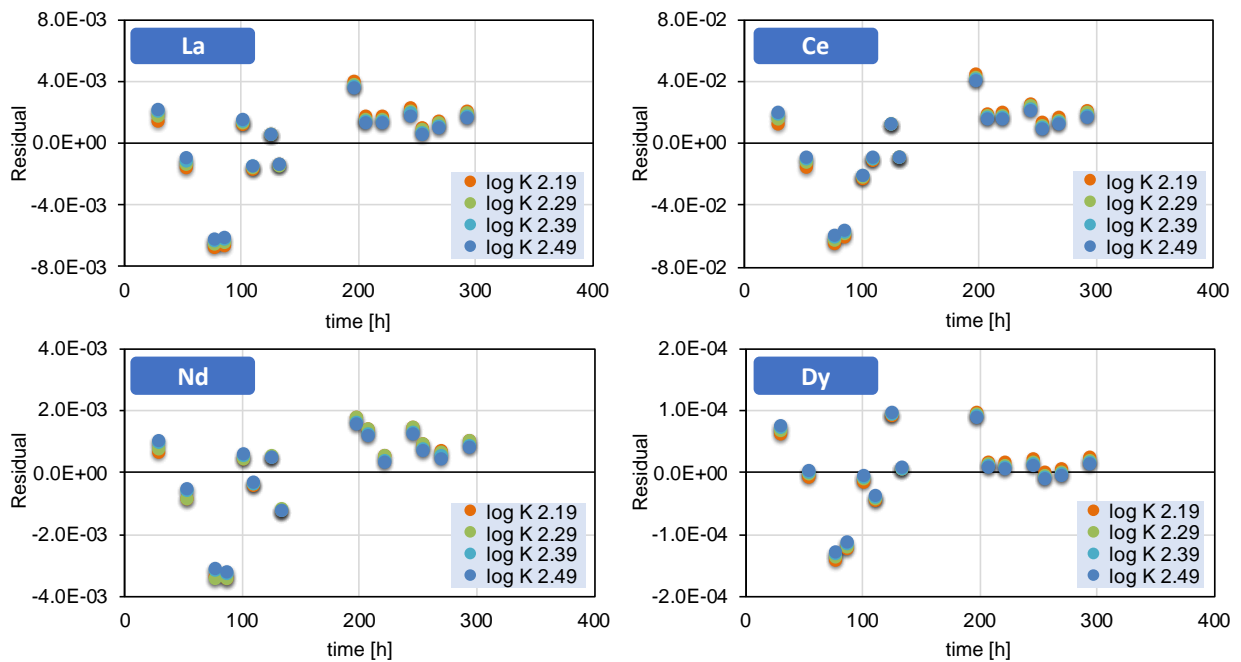 La
Residual
8.0E-03
4.0E-03
0.0E+00
-4.0E-03
-8.0E-03
0
100
200
300
400
time [h]
log K 2.19
log K 2.29
log K 2.39
log K 2.49
Ce
Residual
8.0E-02
4.0E-02
0.0E+00
-4.0E-02
-8.0E-02
0
100
200
300
400
time [h]
log K 2.19
log K 2.29
log K 2.39
log K 2.49
Nd
Residual
4.0E-03
2.0E-03
0.0E+00
-2.0E-03
-4.0E-03
0
100
200
300
400
time [h]
log K 2.19
log K 2.29
log K 2.39
log K 2.49
Dy
Residual
2.0E-04
1.0E-04
0.0E+00
-1.0E-04
-2.0E-04
0
100
200
300
400
time [h]
log K 2.19
log K 2.29
log K 2.39
log K 2.49